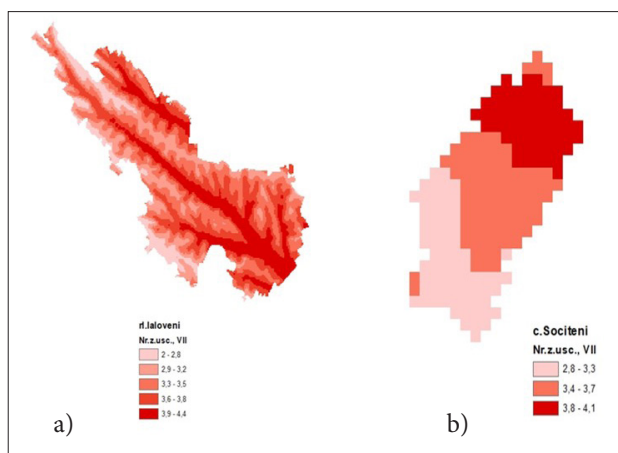 rl.Ialoveni
Nr.z.usc., VII
2 - 2,8
2,9 - 3,2
3,3 - 3,5
3,6 - 3,8
3,9 - 4,4
a)
c.Sociteni
Nr.z.usc., VII
2,8 - 3,3
3,4 - 3,7
3,8 - 4,1
b)